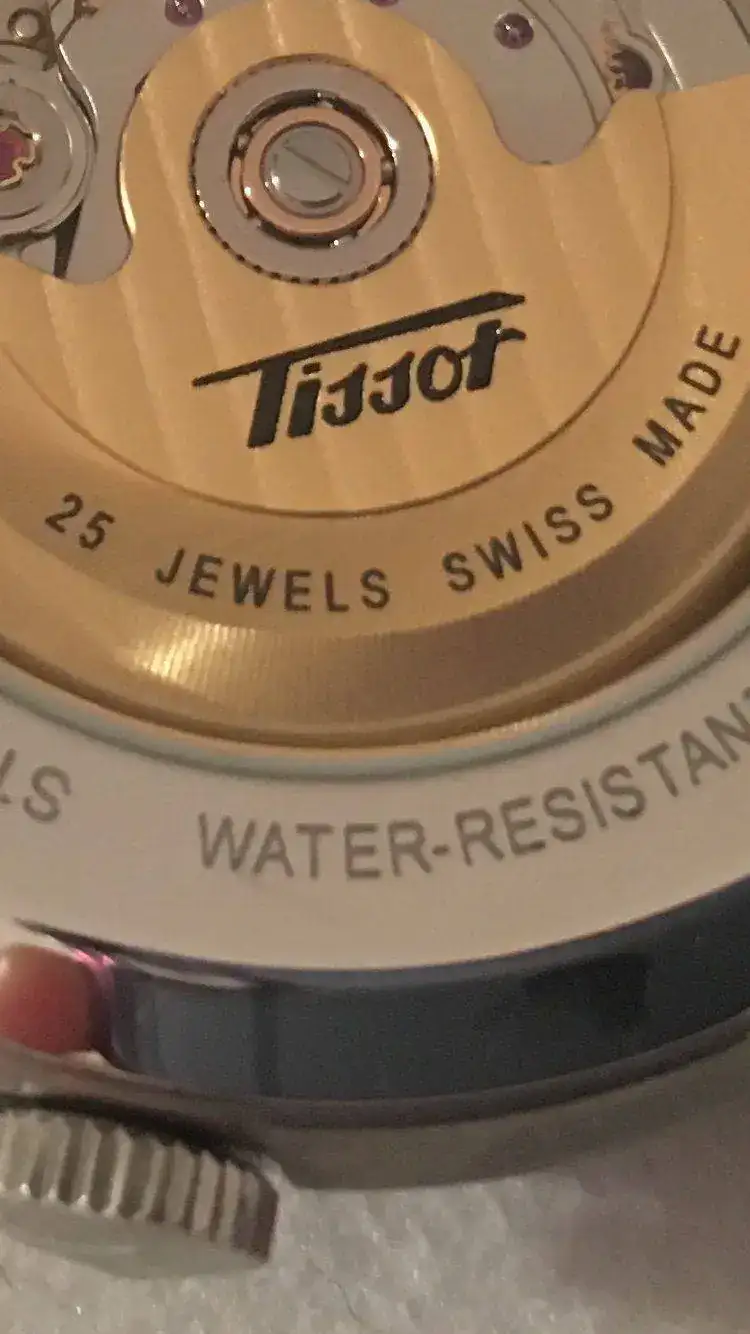 Tissot
25 JEWELS SWISS MADE
WATER-RESISTAN